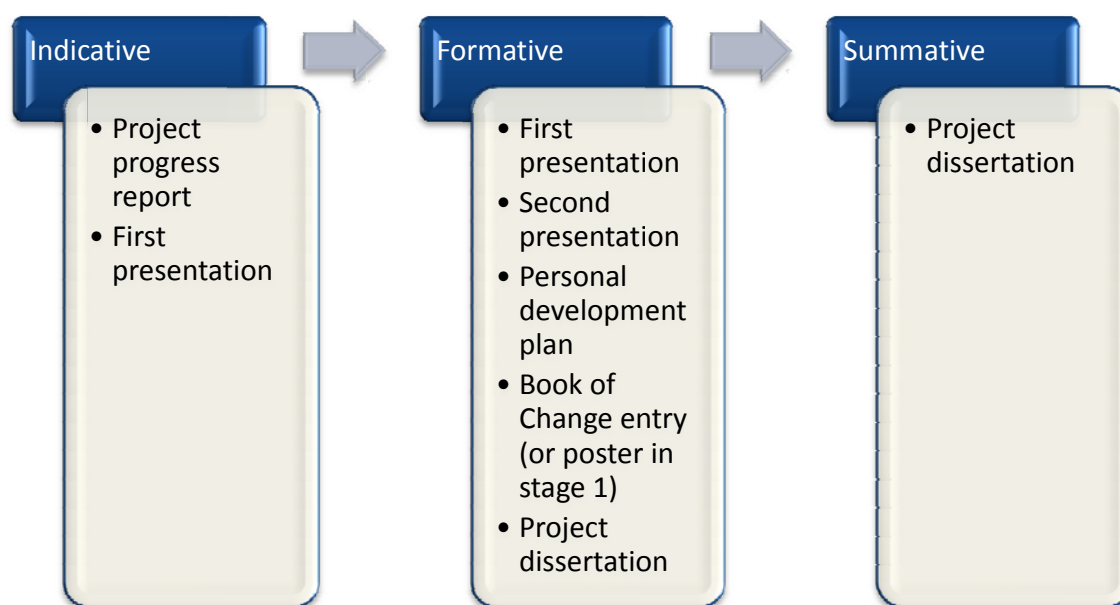 Indicative
• Project
progress
report
• First
presentation
Formative
• First
presentation
• Second
presentation
• Personal
development
plan
• Book of
Change entry
(or poster in
stage 1)
• Project
dissertation
Summative
• Project
dissertation